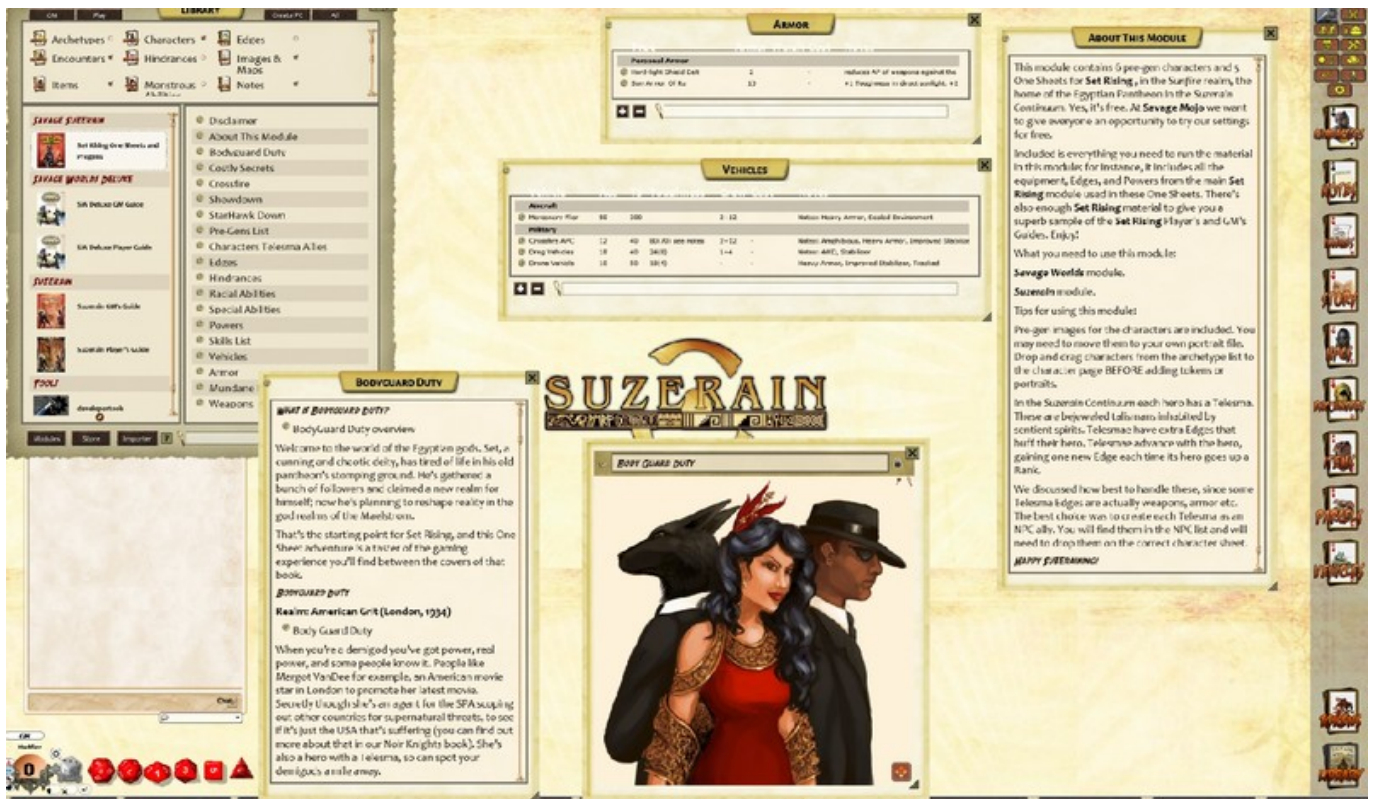 LIBRARY
GM
Play
Create PC
All
Archetypes
Characters
Edges
Encounters
Hindrances
Images & Maps
Items
Monstrous Abilities
Notes
SAVAGE SUZERAIN
Set Rising One Sheets and
Pregens
SAVAGE WORLDS DELUXE
SW Deluxe GM Guide
SW Deluxe Player Guide
SUZERAIN
Suzerain GM's Guide
Suzerain Player's Guide
TOOLS
Modules
Store
Importer
Disclaimer
About This Module
Bodyguard Duty
Costly Secrets
Crossfire
Showdown
StarHawk Down
Pre-Gens List
Characters Telesma Allies
Edges
Hindrances
Racial Abilities
Special Abilities
Powers
Skills List
Vehicles
Armor
Mundane
Weapons
ARMOR
Personal Armor
VEHICLES
Aircraft
Military
Crossfire APC
Drone Vehicle
SUZERAIN
BODYGUARD DUTY
WHAT IS BODYGUARD DUTY?
BodyGuard Duty overview
Welcome to the world of the Egyptian gods. Set, a
cunning and chaotic deity, has tired of life in his old
pantheon's stomping ground. He's gathered a
bunch of followers and claimed a new realm for
himself; now he's planning to reshape reality in the
god realms of the Maelstrom.
That's the starting point for Set Rising, and this One
Sheet adventure is a taster of the gaming
experience you'll find between the covers of that
book.
BODYGUARD DUTY
Realm: American Grit (London, 1934)
Body Guard Duty
When you're a demigod you've got power, real
power, and some people know it. People like
Margot VanDee for example, an American movie
star in London to promote her latest movie.
Secretly though she's an agent for the SPA scoping
out other countries for supernatural threats, to see
if it's just the USA that's suffering (you can find out
more about that in our Noir Knights book). She's
also a hero with a Telesma, so can spot your
demigods a mile away.
BODY GUARD DUTY
ABOUT THIS MODULE
This module contains 6 pre-gen characters and 5
One Sheets for Set Rising, in the Sunfire realm, the
home of the Egyptian Pantheon in the Suzerain
Continuum. Yes, it's free. At Savage Mojo we want
to give everyone an opportunity to try our settings
for free.
Included is everything you need to run the material
in this module; for instance, it includes all the
equipment, Edges, and Powers from the main Set
Rising module used in these One Sheets. There's
also enough Set Rising material to give you a
superb sample of the Set Rising Player's and GM's
Guides. Enjoy!
What you need to use this module:
Savage Worlds module.
Suzerain module.
Tips for using this module:
Pre-gen images for the characters are included. You
may need to move them to your own portrait file.
Drop and drag characters from the archetype list to
the character page BEFORE adding tokens or
portraits.
In the Suzerain Continuum each hero has a Telesma.
These are bejeweled talismans inhabited by
sentient spirits. Telesmae have extra Edges that
buff their hero. Telesmae advance with the hero,
gaining one new Edge each time its hero goes up a
Rank.
We discussed how best to handle these, since some
Telesma Edges are actually weapons, armor etc.
The best choice was to create each Telesma as an
NPC ally. You will find them in the NPC list and will
need to drop them on the correct character sheet.
HAPPY SUZERAINING!
Chat
GM
Modifier
0
NOTES
STORY
LIBRARY